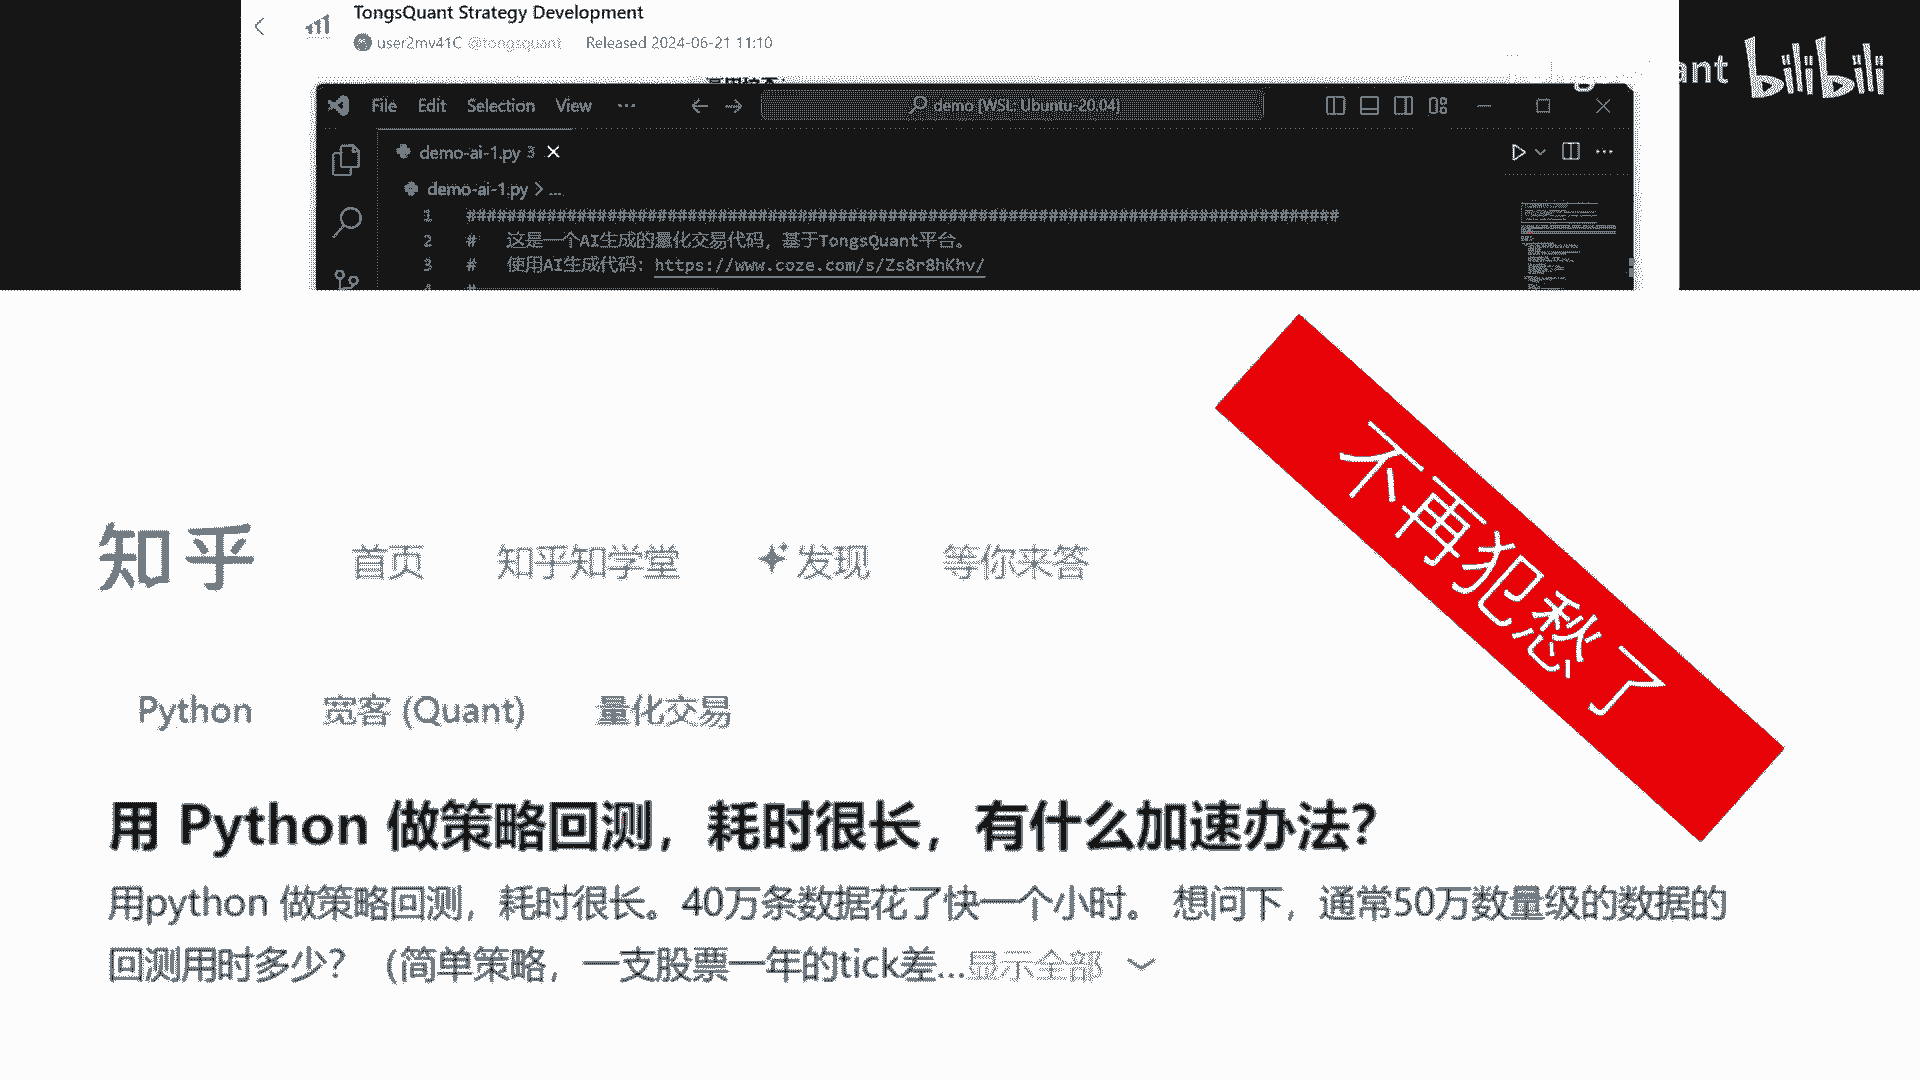 TongsQuant Strategy Development
user2mv41C @tongsquant Released 2024-06-21 11:10
ant bilibili
File Edit Selection View ··· demo [WSL: Ubuntu-20.04]
demo-ai-1.py 3
demo-ai-1.py > ...
1 #######################################################################################
2 # 这是一个AI生成的量化交易代码，基于TongsQuant平台。
3 # 使用AI生成代码：https://www.coze.com/s/Zs8r8hKhv/
4 #
不再犯愁了
知乎 首页 知乎知学堂 发现 等你来答
Python 宽客 (Quant) 量化交易
用 Python 做策略回测，耗时很长，有什么加速办法？
用python 做策略回测，耗时很长。40万条数据花了快一个小时。 想问下，通常50万数量级的数据的
回测用时多少？ （简单策略，一支股票一年的tick差...显示全部